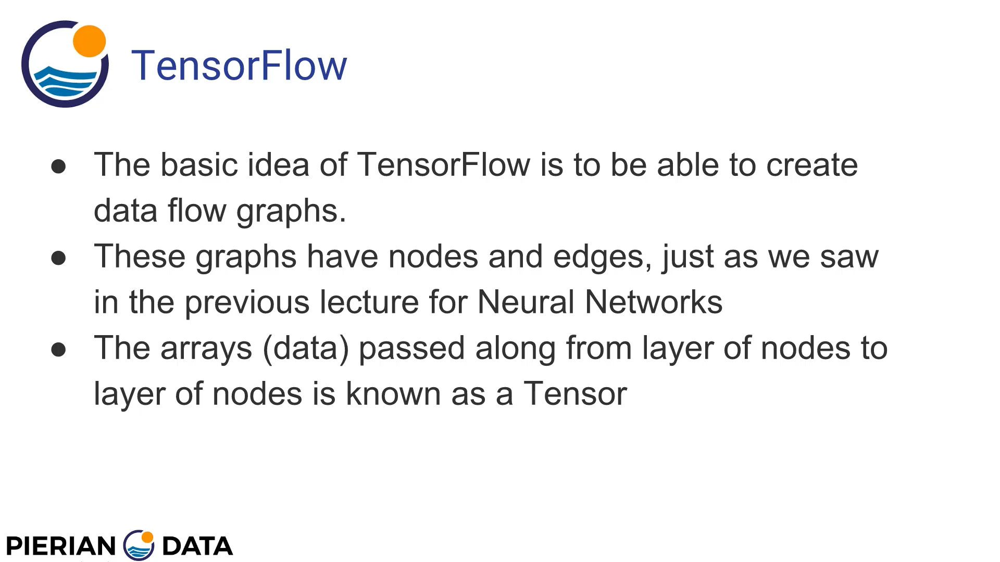 TensorFlow
● The basic idea of TensorFlow is to be able to create
data flow graphs.
● These graphs have nodes and edges, just as we saw
in the previous lecture for Neural Networks
● The arrays (data) passed along from layer of nodes to
layer of nodes is known as a Tensor
PIERIAN DATA